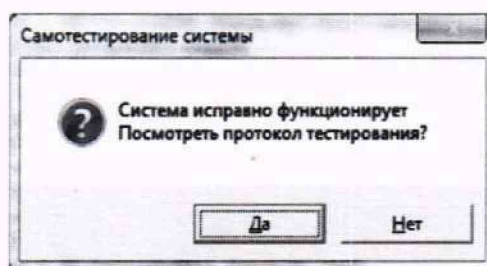 Самотестирование системы
Система исправно функционирует
Посмотреть протокол тестирования?
Да
Нет